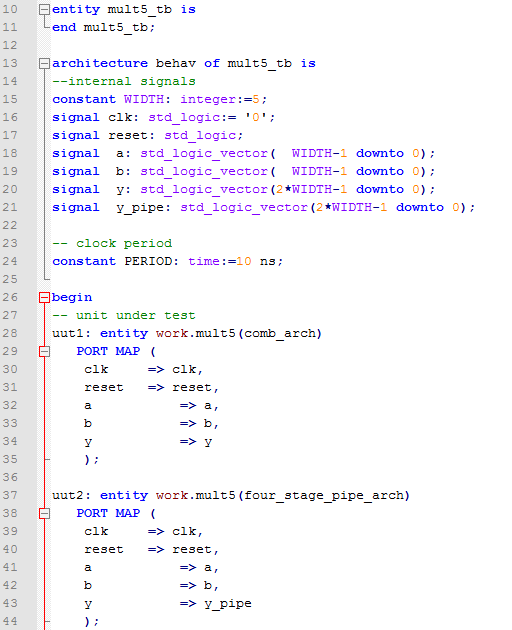 10 entity mult5_tb is
11 end mult5_tb;
12
13 architecture behav of mult5_tb is
14 --internal signals
15 constant WIDTH: integer:=5;
16 signal clk: std_logic:= '0';
17 signal reset: std_logic;
18 signal  a: std_logic_vector(  WIDTH-1 downto 0);
19 signal  b: std_logic_vector(  WIDTH-1 downto 0);
20 signal  y: std_logic_vector(2*WIDTH-1 downto 0);
21 signal  y_pipe: std_logic_vector(2*WIDTH-1 downto 0);
22
23 -- clock period
24 constant PERIOD: time:=10 ns;
25
26 begin
27 -- unit under test
28 uut1: entity work.mult5(comb_arch)
29    PORT MAP (
30     clk     => clk,
31     reset   => reset,
32     a           => a,
33     b           => b,
34     y           => y
35     );
36
37 uut2: entity work.mult5(four_stage_pipe_arch)
38    PORT MAP (
39     clk     => clk,
40     reset   => reset,
41     a           => a,
42     b           => b,
43     y           => y_pipe
44     );